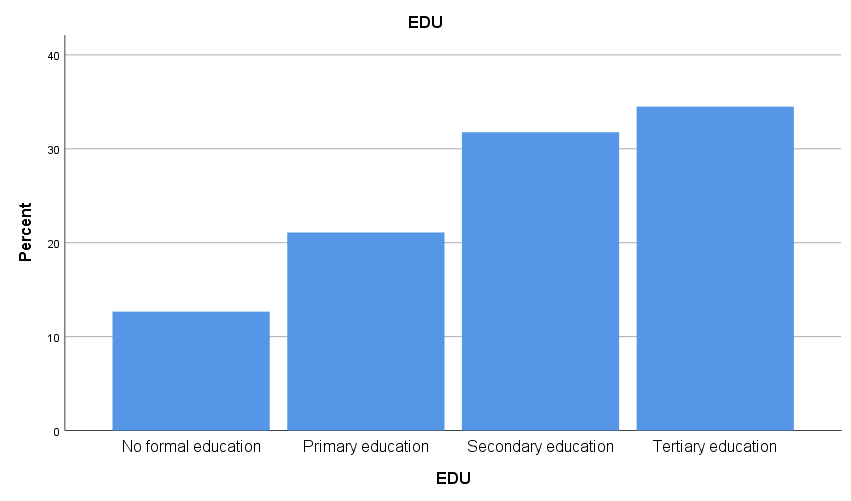 EDU
40
30
20
10
0
Percent
No formal education
Primary education
Secondary education
Tertiary education
EDU